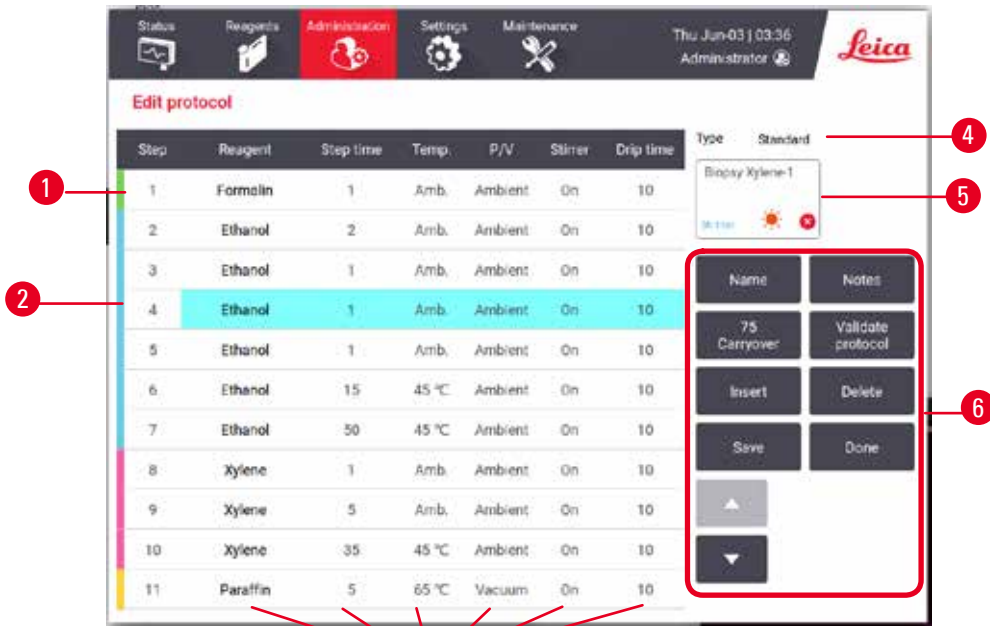 Status Reagents Administration Settings Maintenance
Thu Jun-03 | 03:36
Administrator
Leica
Edit protocol
Step Reagent Step time Temp. P/V Stirrer Drip time
1 Formalin 1 Amb. Ambient On 10
2 Ethanol 2 Amb. Ambient On 10
3 Ethanol 1 Amb. Ambient On 10
4 Ethanol 1 Amb. Ambient On 10
5 Ethanol 1 Amb. Ambient On 10
6 Ethanol 15 45 °C Ambient On 10
7 Ethanol 50 45 °C Ambient On 10
8 Xylene 1 Amb. Ambient On 10
9 Xylene 5 Amb. Ambient On 10
10 Xylene 35 45 °C Ambient On 10
11 Paraffin 5 65 °C Vacuum On 10
Type Standard
Biopsy Xylene-1
Name Notes
75 Validate
Carryover protocol
Insert Delete
Save Done
1
2
4
5
6